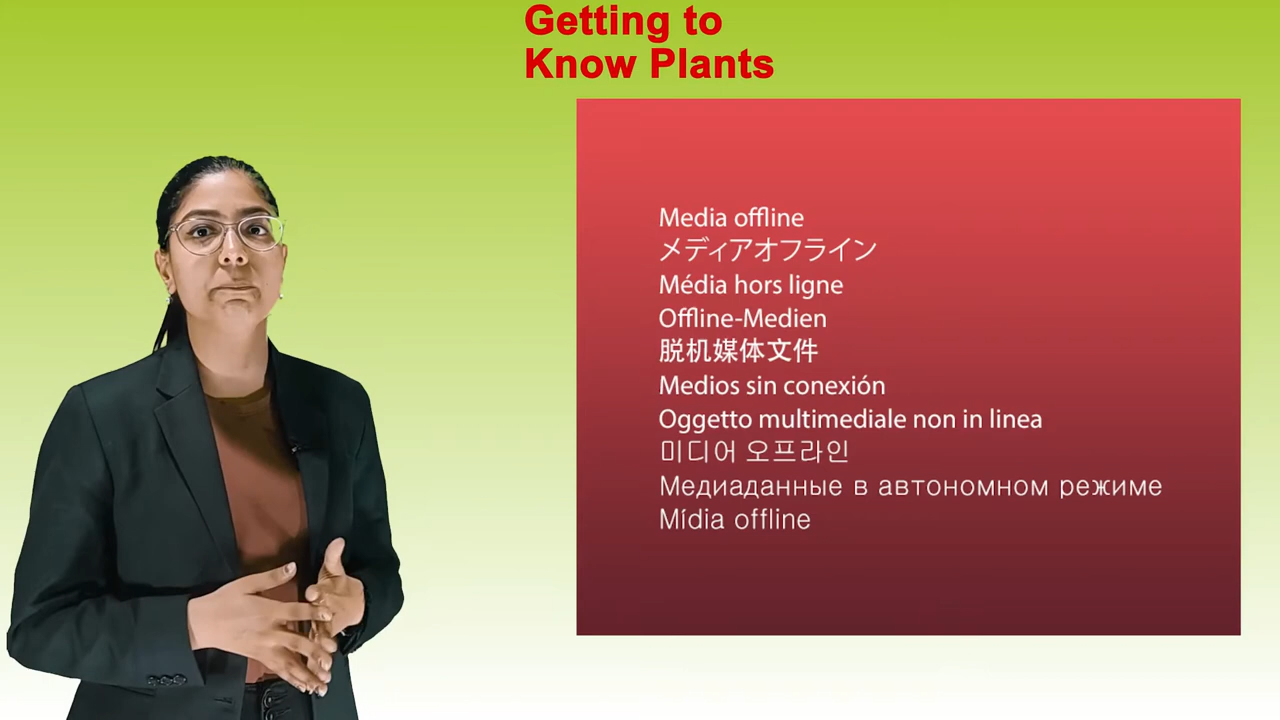 Getting to
Know Plants
Media offline
メディアオフライン
Média hors ligne
Offline-Medien
脱机媒体文件
Medios sin conexión
Oggetto multimediale non in linea
미디어 오프라인
Медиаданные в автономном режиме
Mídia offline